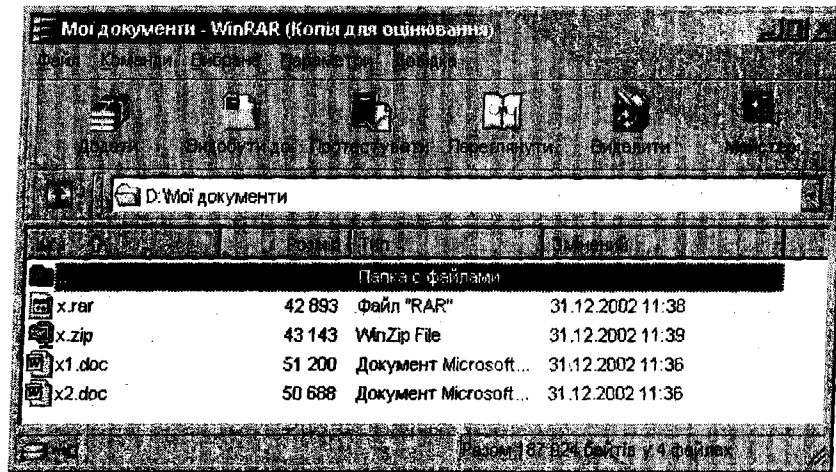 Мої документи - WinRAR (Копія для оцінювання)
Файл Команди Вибране Параметри Довідка
Додати Видобути до Протестувати Переглянути Видалити Майстер
D:\Мої документи
Розмір Тип Змінений
Папка с файлами
x.rar 42 893 Файл "RAR" 31.12.2002 11:38
x.zip 43 143 WinZip File 31.12.2002 11:39
x1.doc 51 200 Документ Microsoft... 31.12.2002 11:36
x2.doc 50 688 Документ Microsoft... 31.12.2002 11:36
Разом 187 924 байтів у 4 файлах